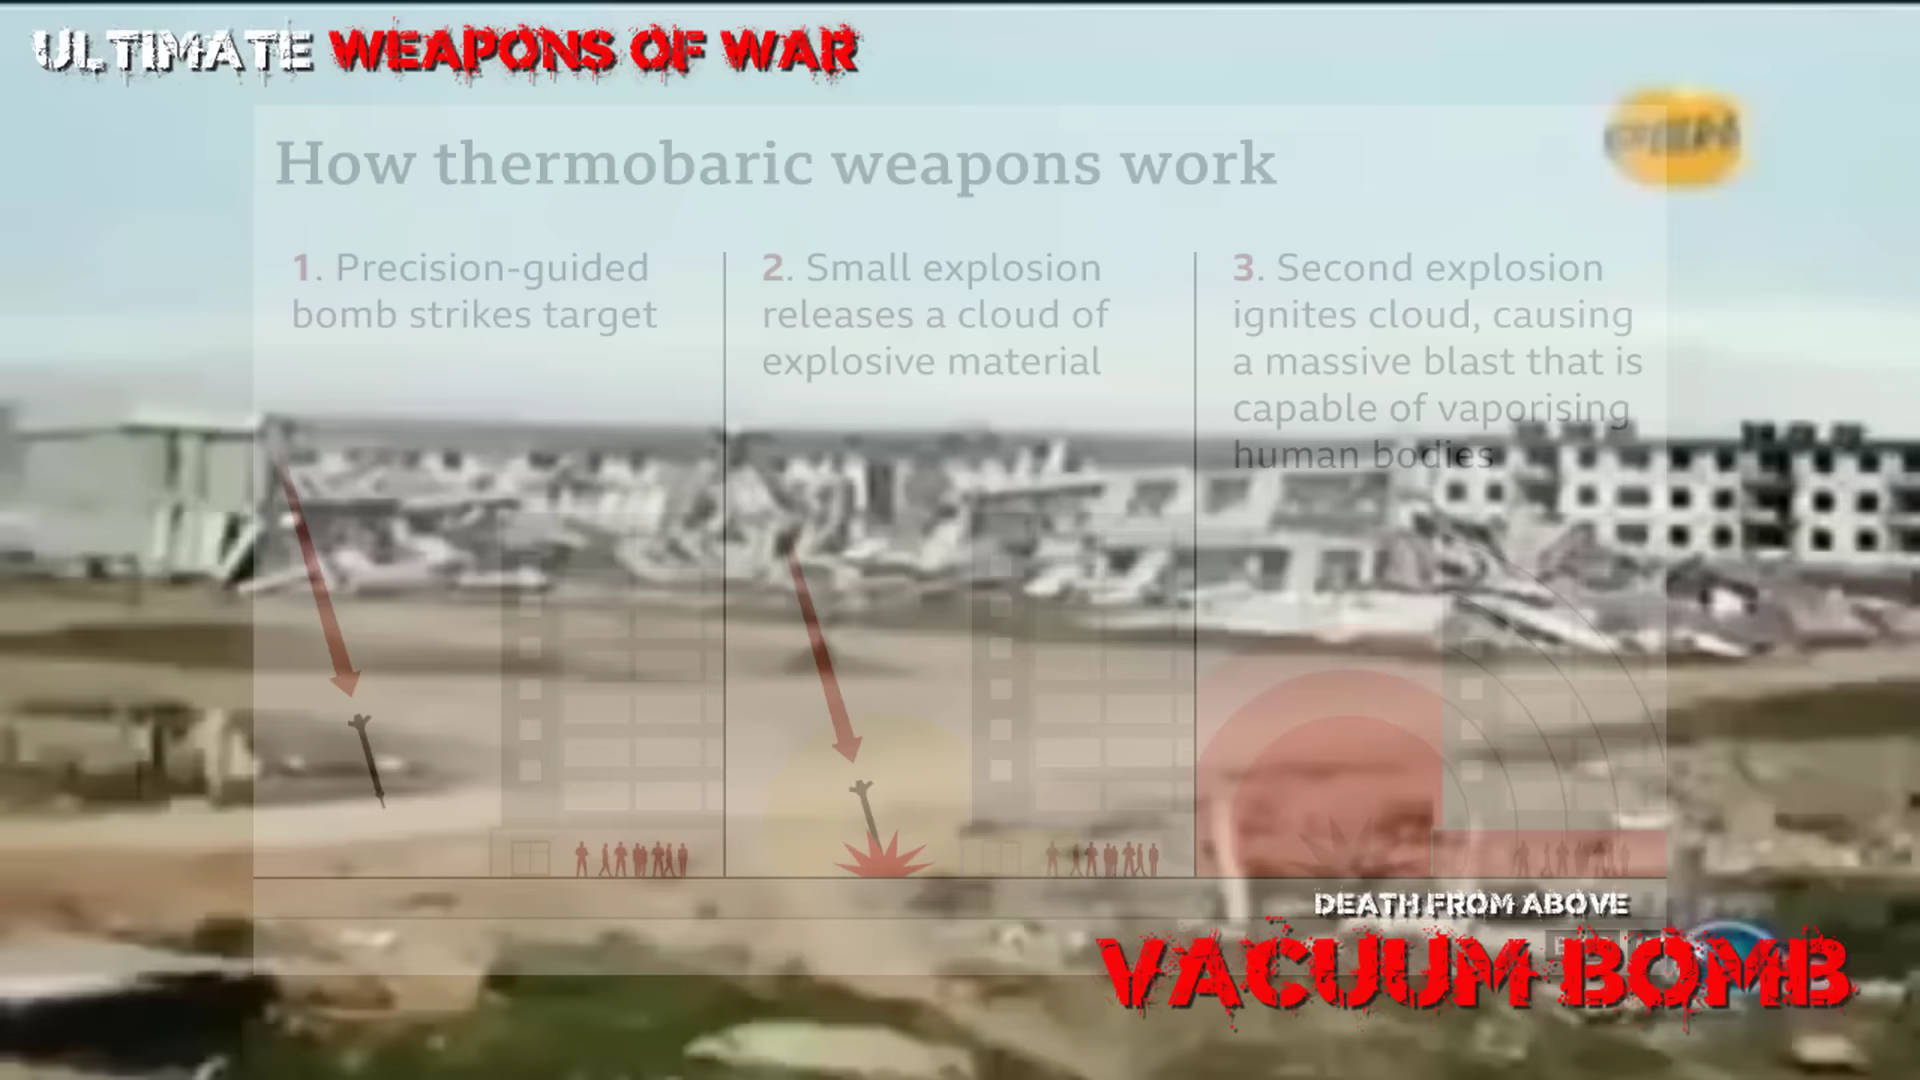 ULTIMATE WEAPONS OF WAR
How thermobaric weapons work
1. Precision-guided
bomb strikes target
2. Small explosion
releases a cloud of
explosive material
3. Second explosion
ignites cloud, causing
a massive blast that is
capable of vaporising
human bodies
DEATH FROM ABOVE
VACUUM BOMB